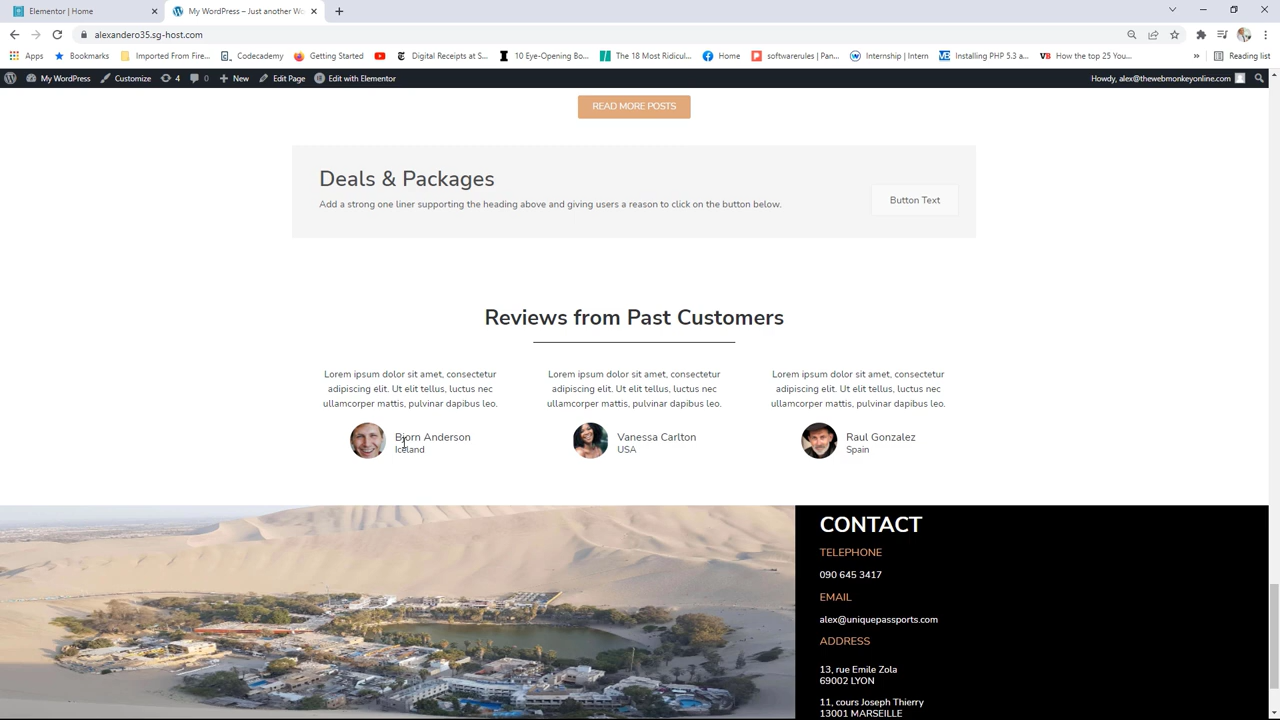 Elementor | Home
My WordPress – Just another Wo
alexandero35.sg-host.com
Apps
Bookmarks
Imported From Fire...
Codecademy
Getting Started
Digital Receipts at S...
10 Eye-Opening Bo...
The 18 Most Ridicul...
Home
softwarerules | Pan...
Internship | Intern
Installing PHP 5.3 a...
How the top 25 You...
»
Reading list
My WordPress
Customize
4
0
New
Edit Page
Edit with Elementor
Howdy, alex@thewebmonkeyonline.com
READ MORE POSTS
Deals & Packages
Add a strong one liner supporting the heading above and giving users a reason to click on the button below.
Button Text
Reviews from Past Customers
Lorem ipsum dolor sit amet, consectetur
adipiscing elit. Ut elit tellus, luctus nec
ullamcorper mattis, pulvinar dapibus leo.
Bjorn Anderson
Iceland
Lorem ipsum dolor sit amet, consectetur
adipiscing elit. Ut elit tellus, luctus nec
ullamcorper mattis, pulvinar dapibus leo.
Vanessa Carlton
USA
Lorem ipsum dolor sit amet, consectetur
adipiscing elit. Ut elit tellus, luctus nec
ullamcorper mattis, pulvinar dapibus leo.
Raul Gonzalez
Spain
CONTACT
TELEPHONE
090 645 3417
EMAIL
alex@uniquepassports.com
ADDRESS
13, rue Emile Zola
69002 LYON
11, cours Joseph Thierry
13001 MARSEILLE